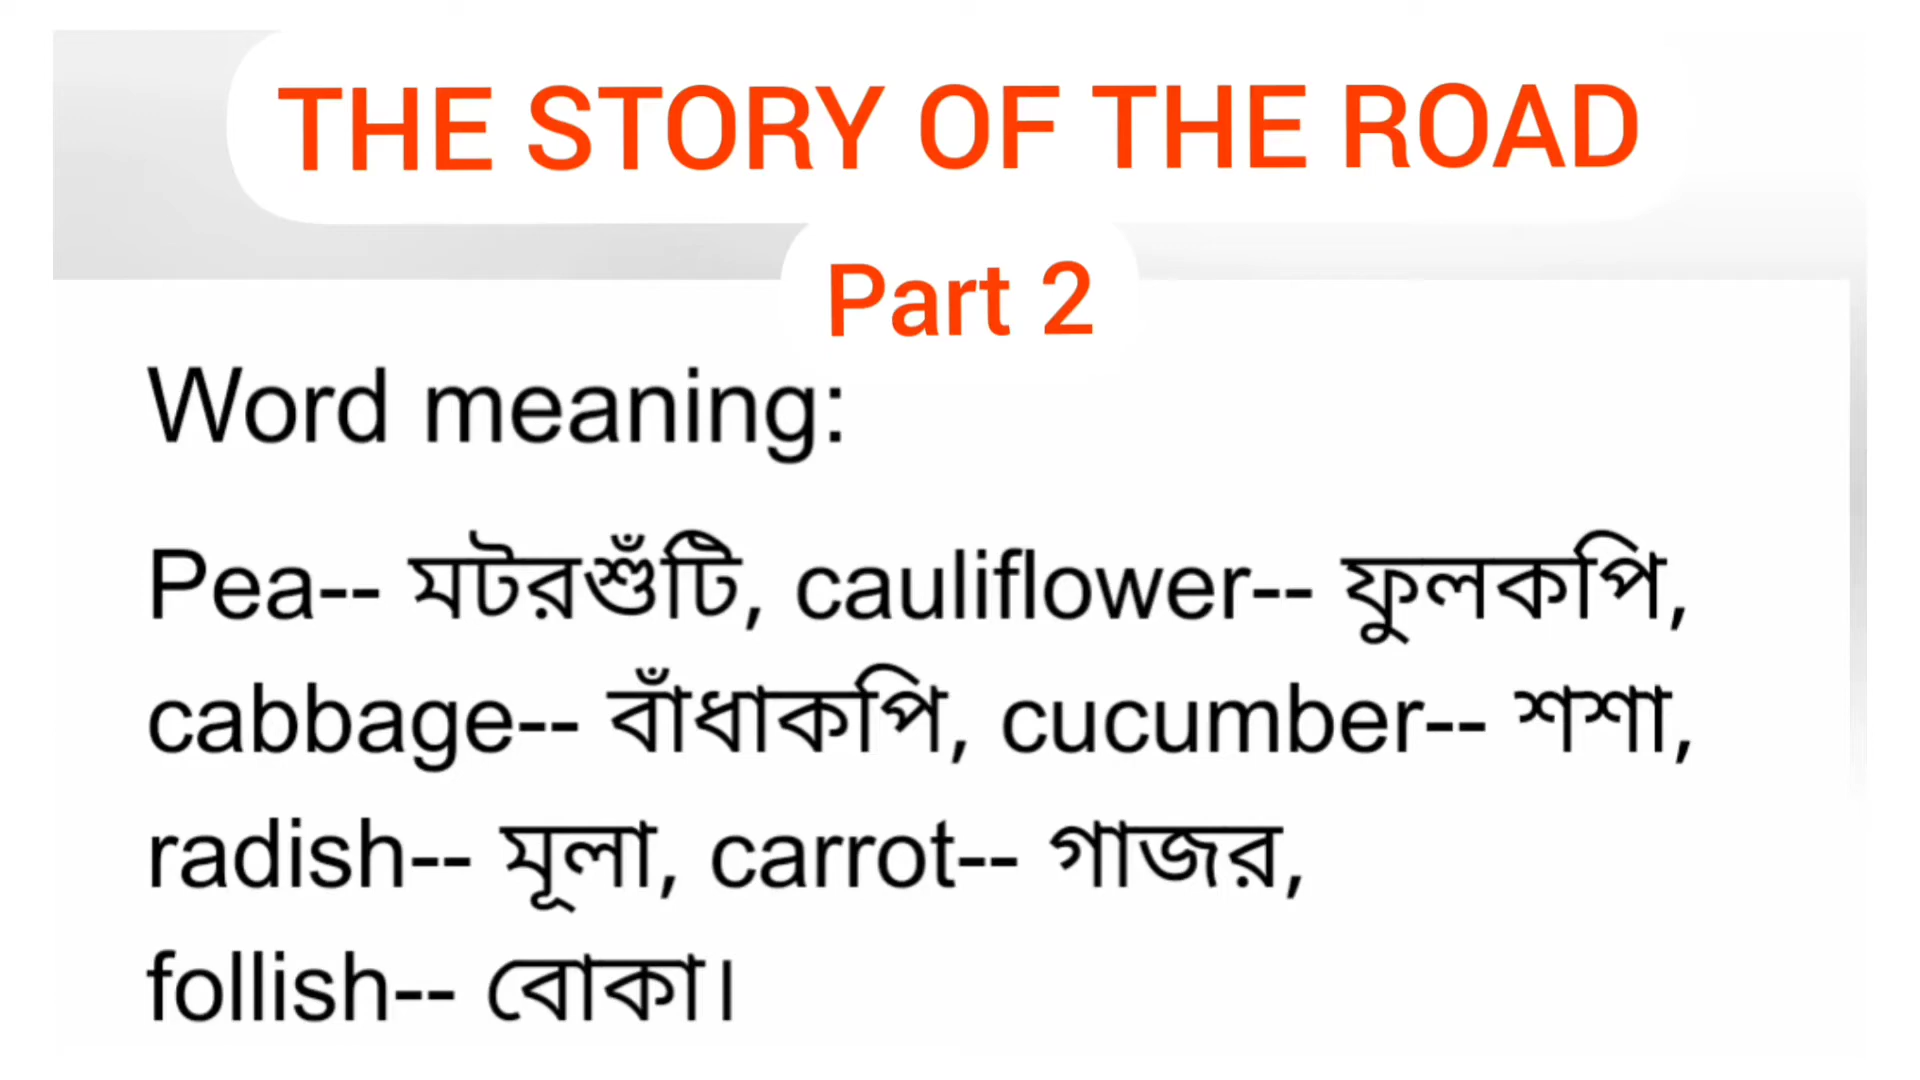 THE STORY OF THE ROAD
Part 2
Word meaning:
Pea-- মটরশুঁটি, cauliflower-- ফুলকপি,
cabbage-- বাঁধাকপি, cucumber-- শশা,
radish-- মূলা, carrot-- গাজর,
follish-- বোকা।